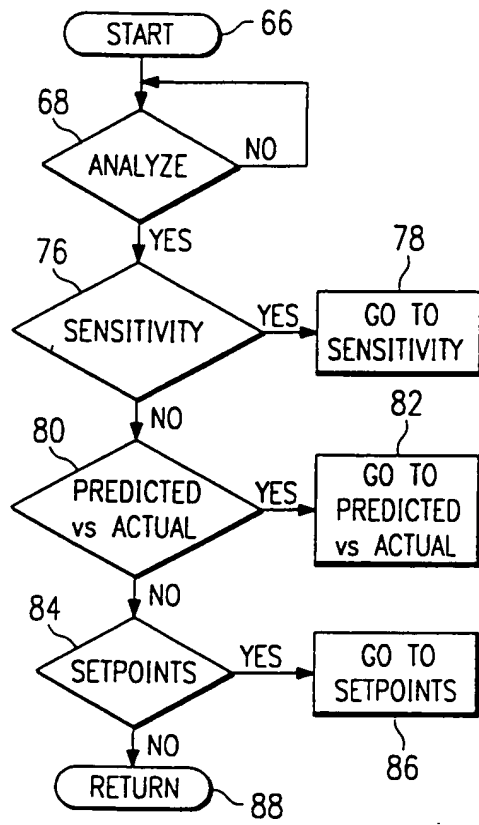 START
66
68
ANALYZE
NO
YES
76
78
SENSITIVITY
YES
GO TO
SENSITIVITY
NO
80
82
PREDICTED
vs ACTUAL
YES
GO TO
PREDICTED
vs ACTUAL
NO
84
SETPOINTS
YES
GO TO
SETPOINTS
NO
86
RETURN
88